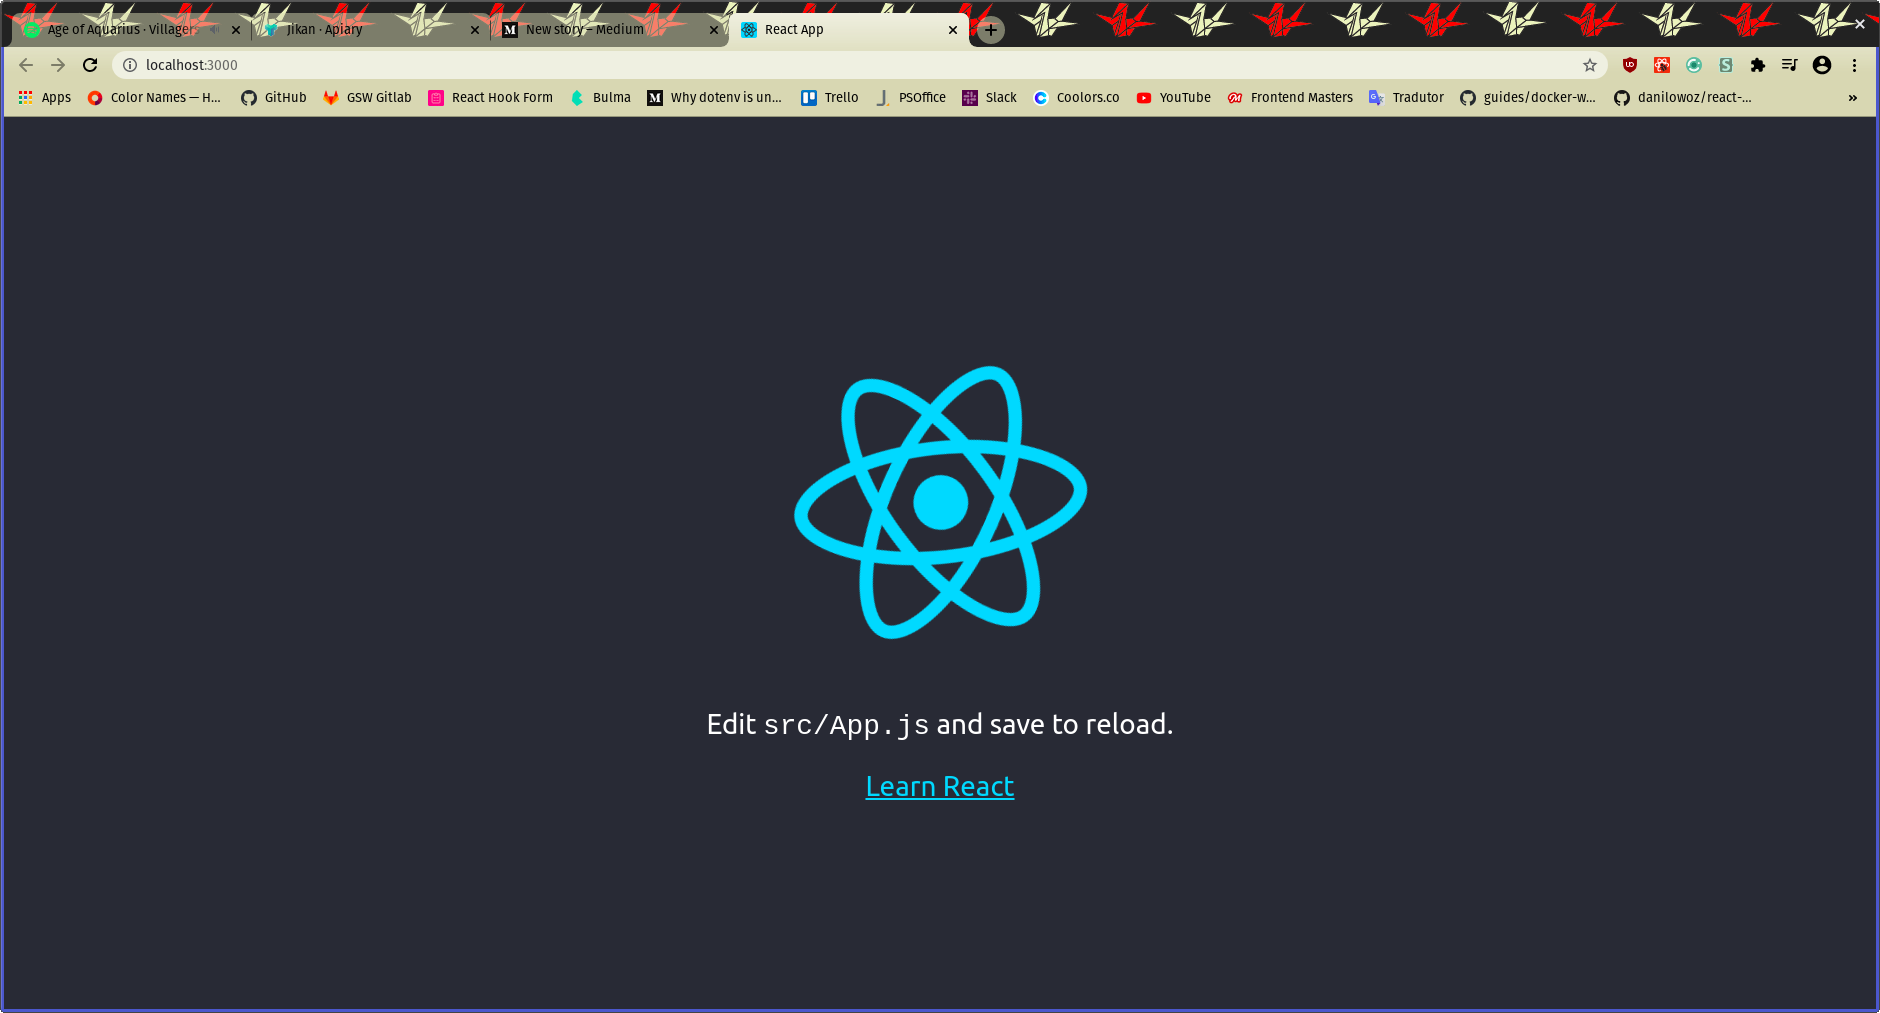 Age of Aquarius · Villagers
Jikan · Apiary
New story – Medium
React App
localhost:3000
Apps
Color Names — H...
GitHub
GSW Gitlab
React Hook Form
Bulma
Why dotenv is un...
Trello
PSOffice
Slack
Coolors.co
YouTube
Frontend Masters
Tradutor
guides/docker-w...
danilowoz/react-...
»
Edit src/App.js and save to reload.
Learn React